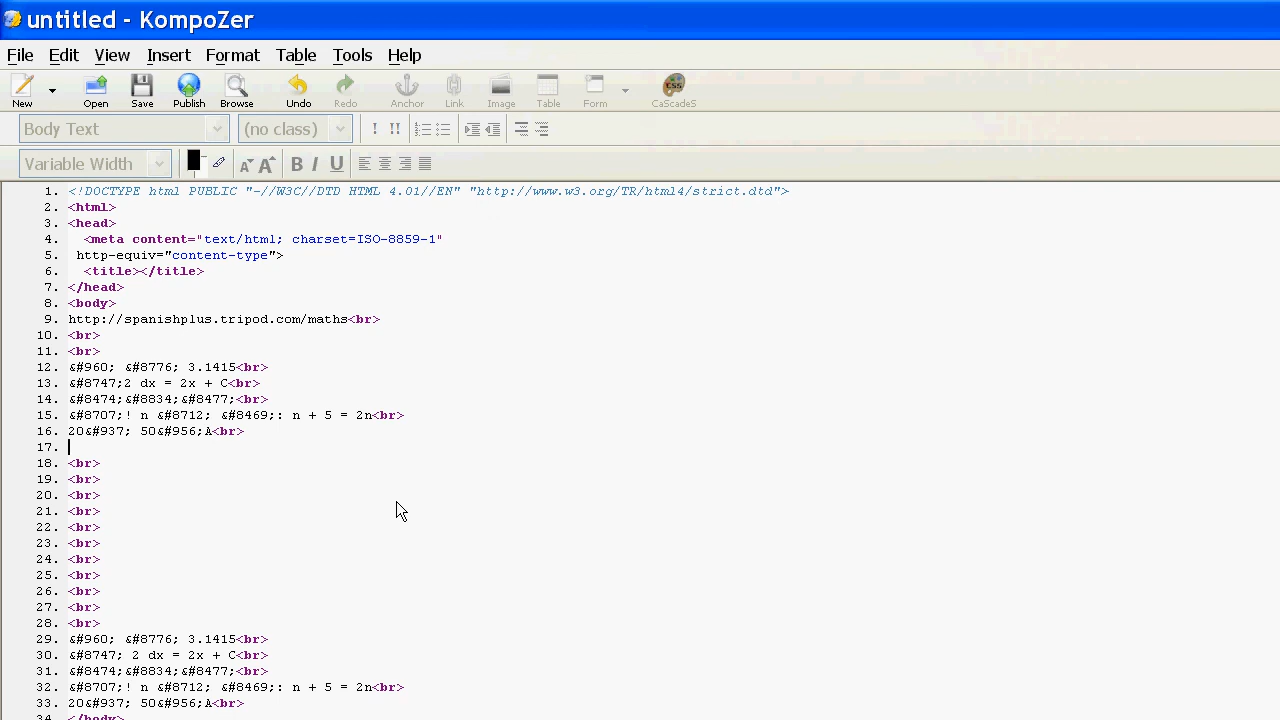 untitled - KompoZer
File Edit View Insert Format Table Tools Help
New Open Save Publish Browse Undo Redo Anchor Link Image Table Form CaScadeS
Body Text (no class) ! !!
Variable Width A A B I U
1. <!DOCTYPE html PUBLIC "-//W3C//DTD HTML 4.01//EN" "http://www.w3.org/TR/html4/strict.dtd">
2. <html>
3. <head>
4. <meta content="text/html; charset=ISO-8859-1"
5. http-equiv="content-type">
6. <title></title>
7. </head>
8. <body>
9. http://spanishplus.tripod.com/maths<br>
10. <br>
11. <br>
12. &#960; &#8776; 3.1415<br>
13. &#8747;2 dx = 2x + C<br>
14. &#8474;&#8834;&#8477;<br>
15. &#8707;! n &#8712; &#8469;: n + 5 = 2n<br>
16. 20&#937; 50&#956;A<br>
17.
18. <br>
19. <br>
20. <br>
21. <br>
22. <br>
23. <br>
24. <br>
25. <br>
26. <br>
27. <br>
28. <br>
29. &#960; &#8776; 3.1415<br>
30. &#8747; 2 dx = 2x + C<br>
31. &#8474;&#8834;&#8477;<br>
32. &#8707;! n &#8712; &#8469;: n + 5 = 2n<br>
33. 20&#937; 50&#956;A<br>
34. </body>